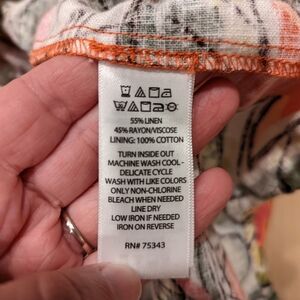 55% LINEN
45% RAYON/VISCOSE
LINING: 100% COTTON
TURN INSIDE OUT
MACHINE WASH COOL -
DELICATE CYCLE
WASH WITH LIKE COLORS
ONLY NON-CHLORINE
BLEACH WHEN NEEDED
LINE DRY
LOW IRON IF NEEDED
IRON ON REVERSE
RN# 75343